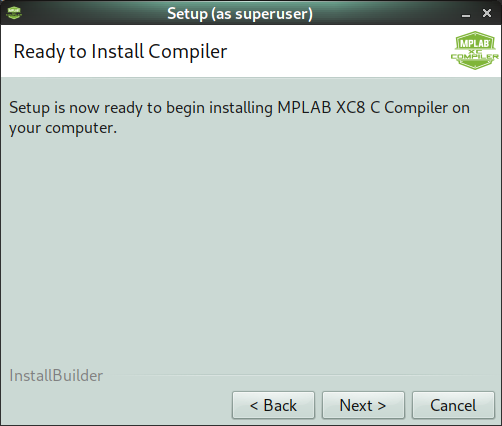 Setup (as superuser)
Ready to Install Compiler
MPLAB
XC
COMPILER
Setup is now ready to begin installing MPLAB XC8 C Compiler on
your computer.
InstallBuilder
< Back
Next >
Cancel